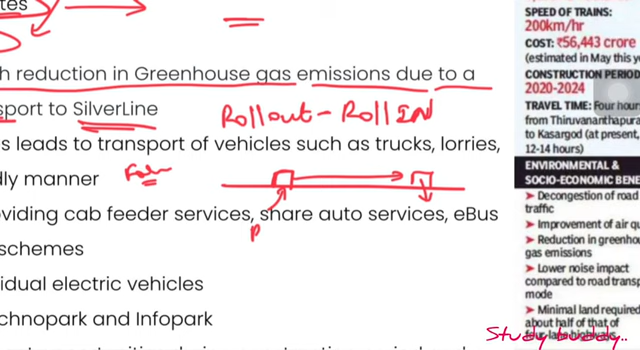 tes
h reduction in Greenhouse gas emissions due to a
sport to SilverLine
Rollout - Roll IN
s leads to transport of vehicles such as trucks, lorries,
dly manner
oviding cab feeder services, share auto services, eBus
P
schemes
idual electric vehicles
chnopark and Infopark
SPEED OF TRAINS:
200km/hr
COST: ₹56,443 crore
(estimated in May this ye
CONSTRUCTION PERIOD
2020-2024
TRAVEL TIME: Four hour
from Thiruvananthapura
to Kasargod (at present,
12-14 hours)
ENVIRONMENTAL &
SOCIO-ECONOMIC BENE
➤ Decongestion of road
traffic
➤ Improvement of air qu
➤ Reduction in greenho
gas emissions
➤ Lower noise impact
compared to road transp
mode
➤ Minimal land required
about half of that of
Study buddy..